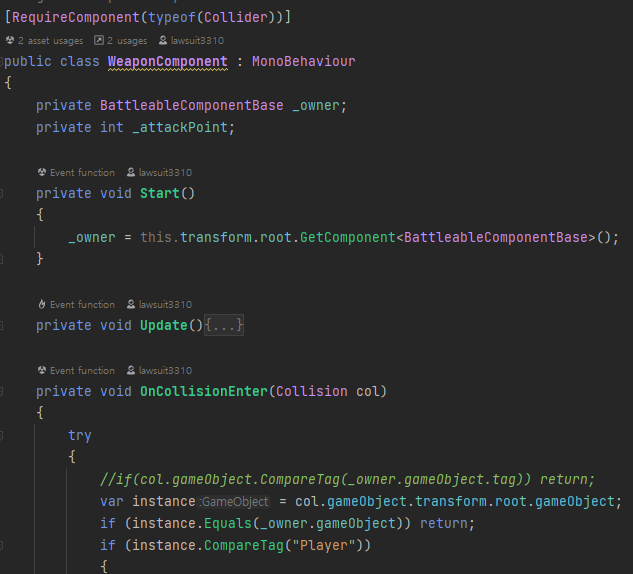 [RequireComponent(typeof(Collider))]
2 asset usages 2 usages lawsuit3310
public class WeaponComponent : MonoBehaviour
{
private BattleableComponentBase _owner;
private int _attackPoint;
Event function lawsuit3310
private void Start()
{
_owner = this.transform.root.GetComponent<BattleableComponentBase>();
}
Event function lawsuit3310
private void Update(){...}
Event function lawsuit3310
private void OnCollisionEnter(Collision col)
{
try
{
//if(col.gameObject.CompareTag(_owner.gameObject.tag)) return;
var instance :GameObject = col.gameObject.transform.root.gameObject;
if (instance.Equals(_owner.gameObject)) return;
if (instance.CompareTag("Player"))
{